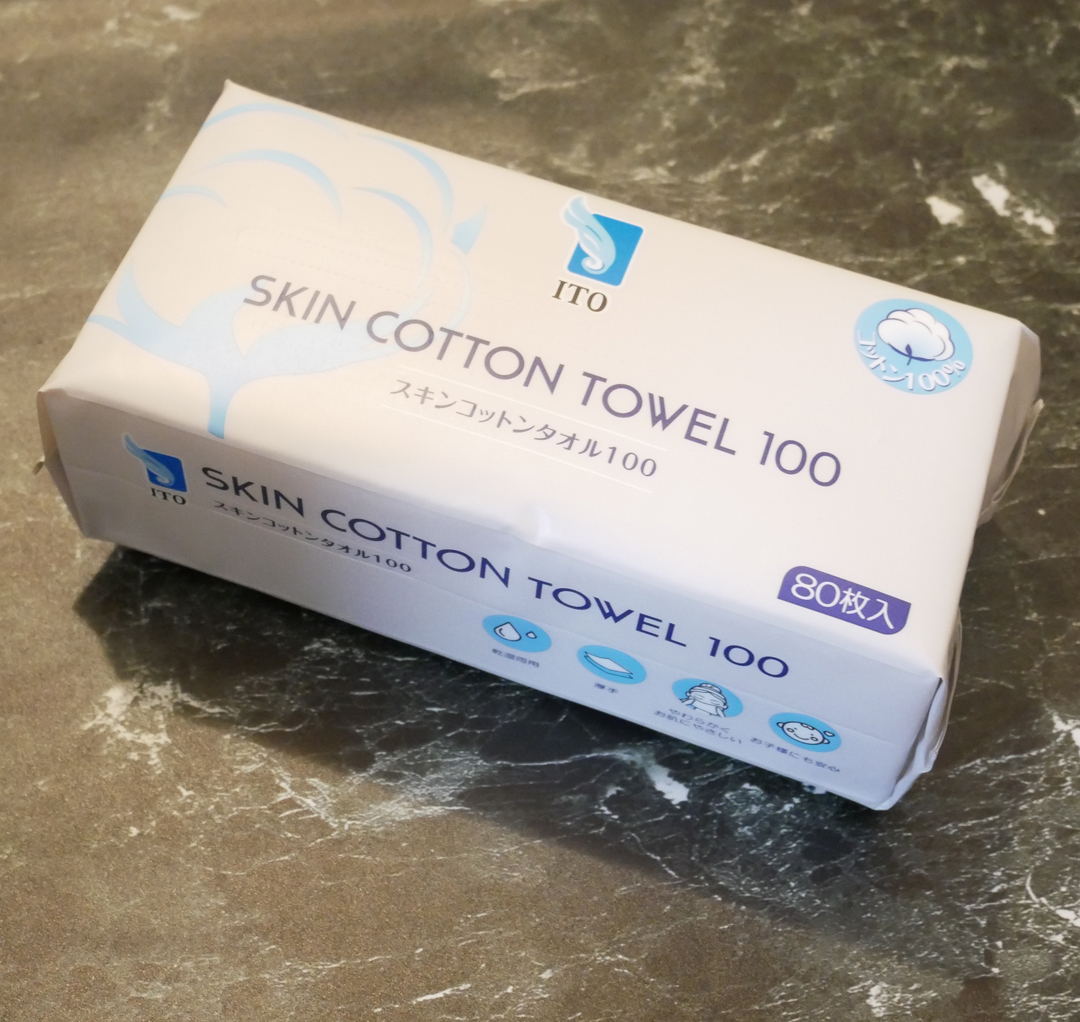 ITO
SKIN COTTON TOWEL 100
スキンコットンタオル100
コットン100%
80枚入
ITO
SKIN COTTON TOWEL 100
スキンコットンタオル100
乾湿両用
厚手
やわらかく
お肌にやさしい
お子様にも安心